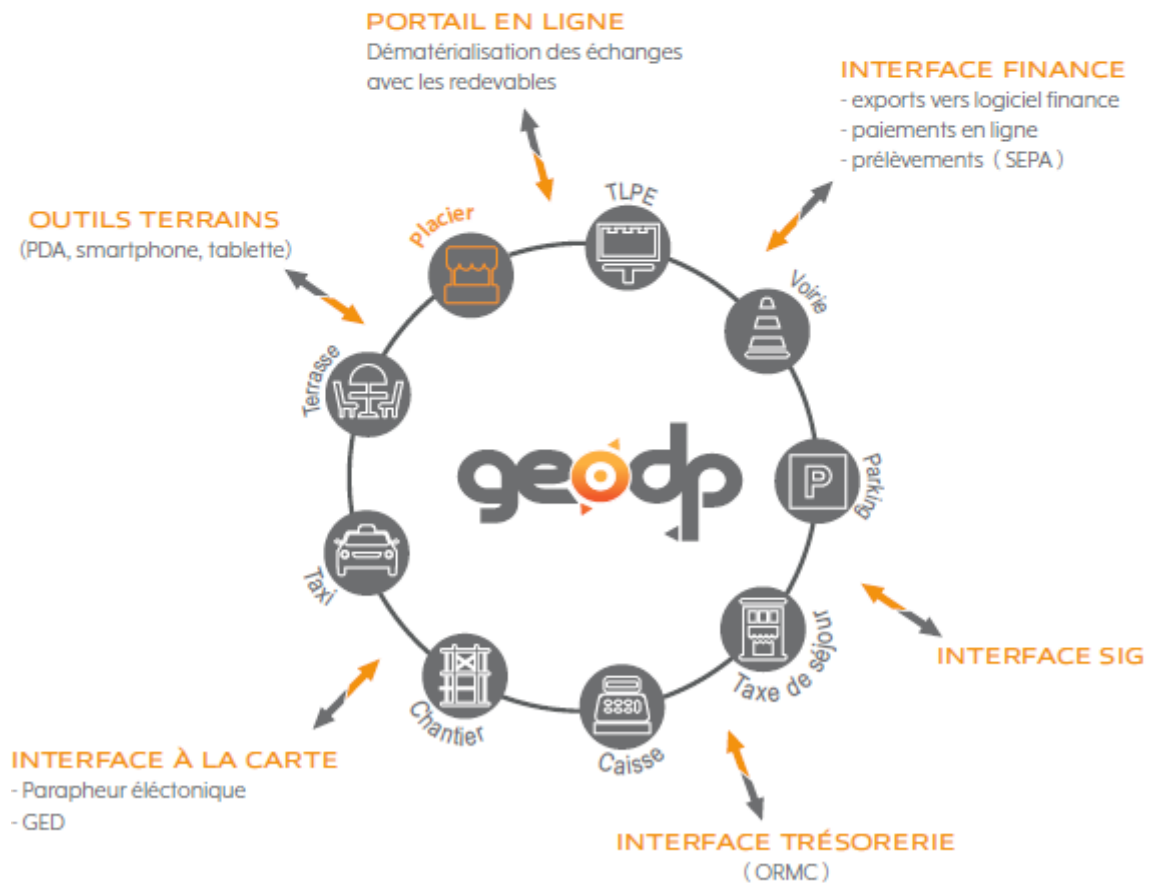 PORTAIL EN LIGNE
Dématérialisation des échanges
avec les redevables
INTERFACE FINANCE
- exports vers logiciel finance
- paiements en ligne
- prélèvements ( SEPA )
OUTILS TERRAINS
(PDA, smartphone, tablette)
Placier
TLPE
Voirie
Terrasse
Parking
geodp
P
Taxi
Taxe de séjour
Chantier
Caisse
INTERFACE SIG
INTERFACE À LA CARTE
- Parapheur éléctonique
- GED
INTERFACE TRÉSORERIE
( ORMC )